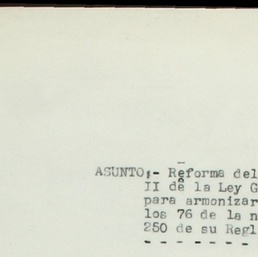 ASUNTO;- Reforma del
II de la Ley G
para armonizar
los 76 de la n
250 de su Regl
- - - - - - -